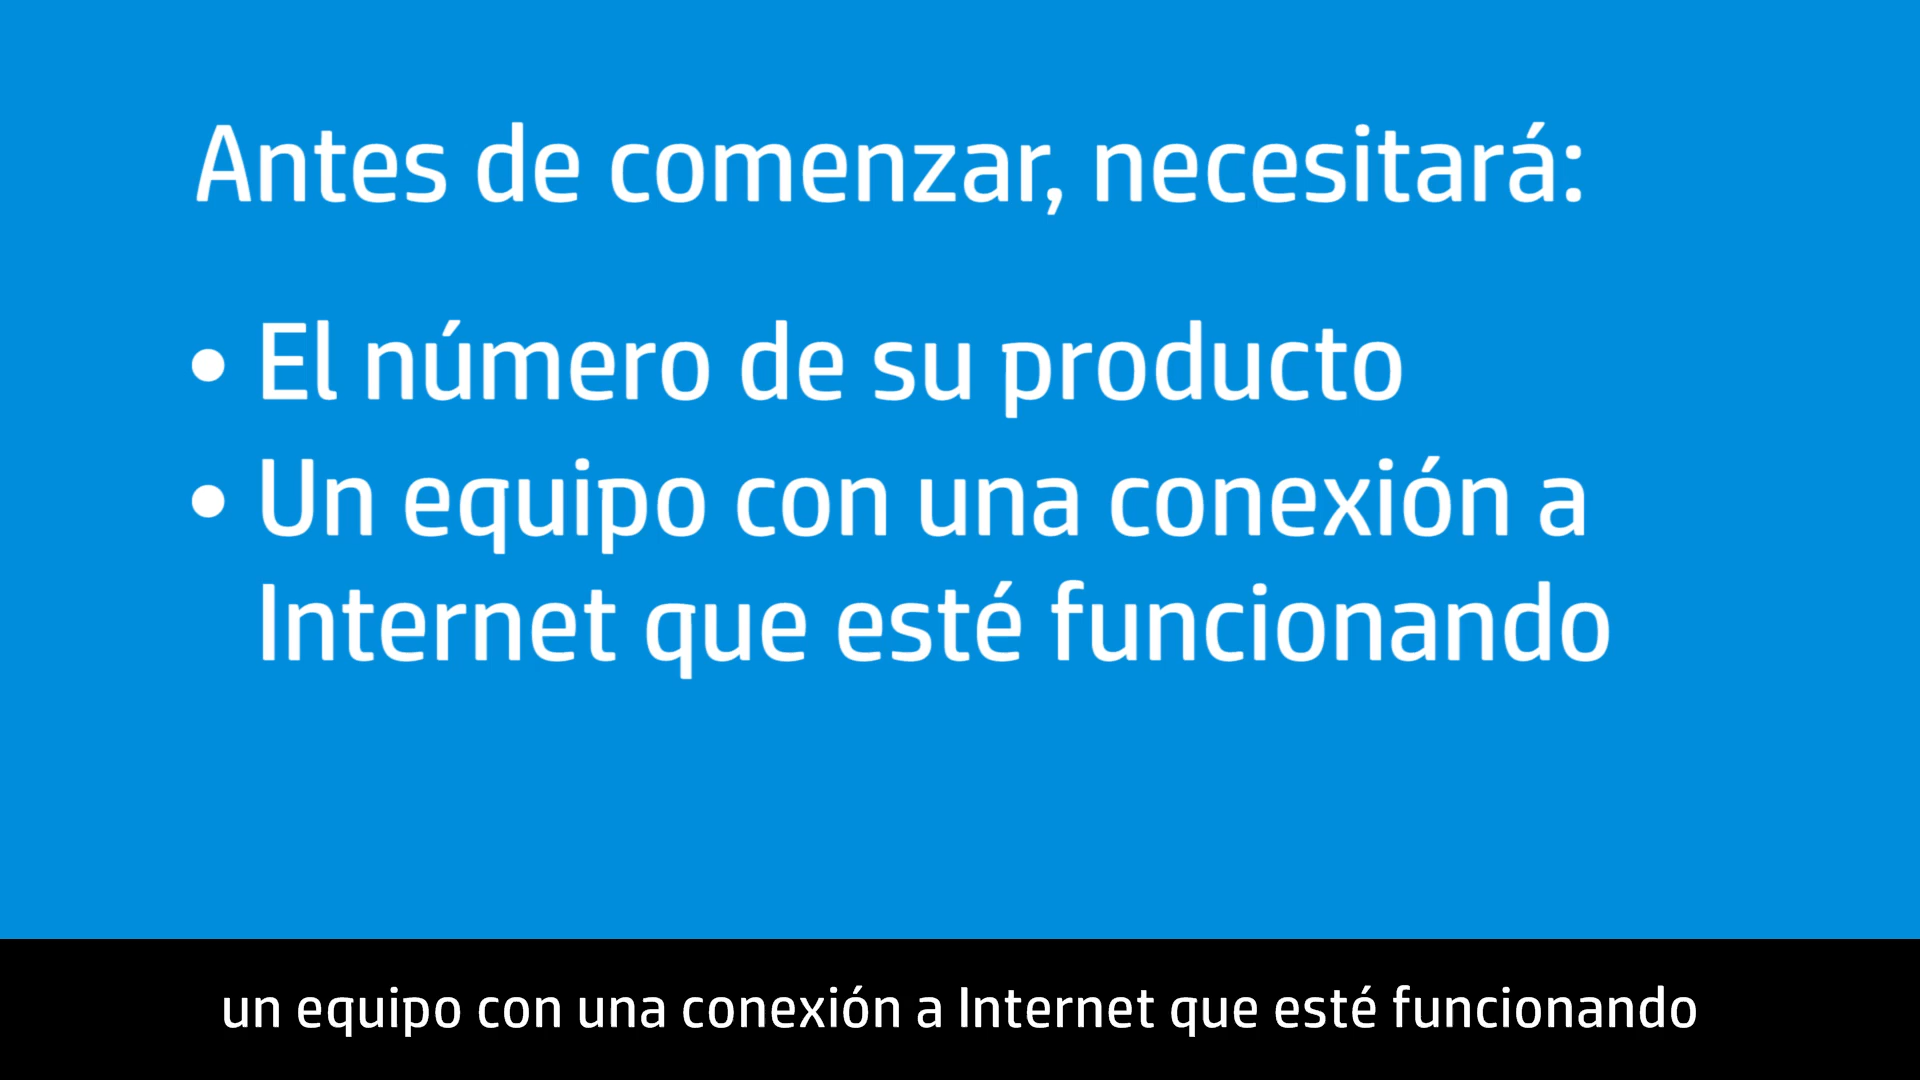 Antes de comenzar, necesitará:
• El número de su producto
• Un equipo con una conexión a
Internet que esté funcionando
un equipo con una conexión a Internet que esté funcionando